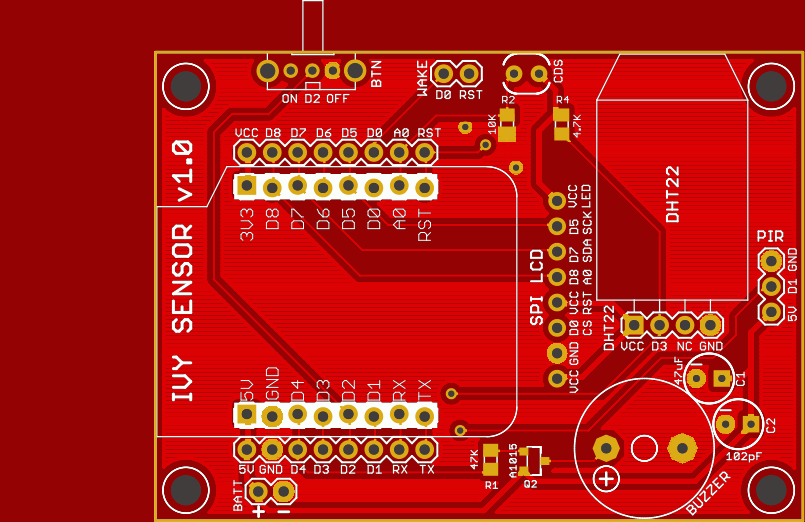 BTN
ON D2 OFF
WAKE
D0 RST
CDS
R2
10K
R4
4.7K
VCC D8 D7 D6 D5 D0 A0 RST
3V3 D8 D7 D6 D5 D0 A0 RST
IVY SENSOR v1.0
SPI LCD
VCC LED
D5 SCK
D7 SDA
D8 A0
VCC RST
D0 CS
GND
VCC
DHT22
DHT22
VCC D3 NC GND
PIR
GND
D1
5V
47uF
C1
C2
102pF
5V GND D4 D3 D2 D1 RX TX
5V GND D4 D3 D2 D1 RX TX
BATT
+ −
47K
R1
A1015
Q2
+
BUZZER